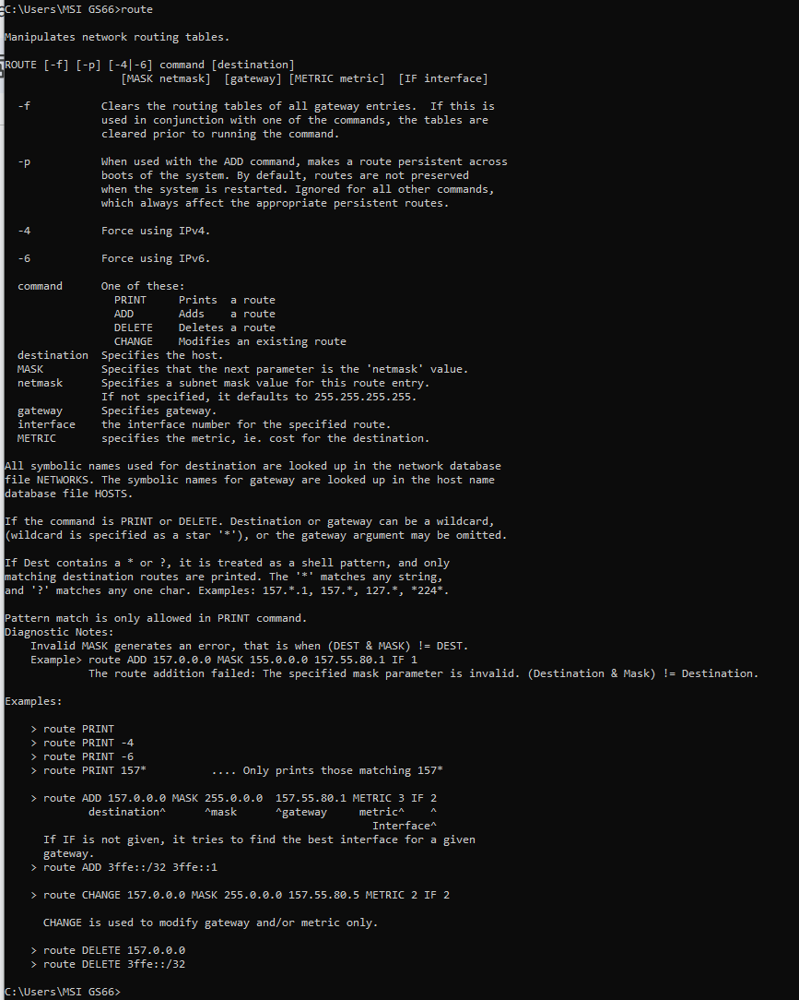 C:\Users\MSI GS66>route
Manipulates network routing tables.
ROUTE [-f] [-p] [-4|-6] command [destination]
                  [MASK netmask]  [gateway] [METRIC metric]  [IF interface]
  -f           Clears the routing tables of all gateway entries.  If this is
               used in conjunction with one of the commands, the tables are
               cleared prior to running the command.
  -p           When used with the ADD command, makes a route persistent across
               boots of the system. By default, routes are not preserved
               when the system is restarted. Ignored for all other commands,
               which always affect the appropriate persistent routes.
  -4           Force using IPv4.
  -6           Force using IPv6.
  command      One of these:
                 PRINT     Prints  a route
                 ADD       Adds    a route
                 DELETE    Deletes a route
                 CHANGE    Modifies an existing route
  destination  Specifies the host.
  MASK         Specifies that the next parameter is the 'netmask' value.
  netmask      Specifies a subnet mask value for this route entry.
               If not specified, it defaults to 255.255.255.255.
  gateway      Specifies gateway.
  interface    the interface number for the specified route.
  METRIC       specifies the metric, ie. cost for the destination.
All symbolic names used for destination are looked up in the network database
file NETWORKS. The symbolic names for gateway are looked up in the host name
database file HOSTS.
If the command is PRINT or DELETE. Destination or gateway can be a wildcard,
(wildcard is specified as a star '*'), or the gateway argument may be omitted.
If Dest contains a * or ?, it is treated as a shell pattern, and only
matching destination routes are printed. The '*' matches any string,
and '?' matches any one char. Examples: 157.*.1, 157.*, 127.*, *224*.
Pattern match is only allowed in PRINT command.
Diagnostic Notes:
    Invalid MASK generates an error, that is when (DEST & MASK) != DEST.
    Example> route ADD 157.0.0.0 MASK 155.0.0.0 157.55.80.1 IF 1
             The route addition failed: The specified mask parameter is invalid. (Destination & Mask) != Destination.
Examples:
    > route PRINT
    > route PRINT -4
    > route PRINT -6
    > route PRINT 157*          .... Only prints those matching 157*
    > route ADD 157.0.0.0 MASK 255.0.0.0  157.55.80.1 METRIC 3 IF 2
             destination^      ^mask      ^gateway     metric^    ^
                                                         Interface^
      If IF is not given, it tries to find the best interface for a given
      gateway.
    > route ADD 3ffe::/32 3ffe::1
    > route CHANGE 157.0.0.0 MASK 255.0.0.0 157.55.80.5 METRIC 2 IF 2
      CHANGE is used to modify gateway and/or metric only.
    > route DELETE 157.0.0.0
    > route DELETE 3ffe::/32
C:\Users\MSI GS66>